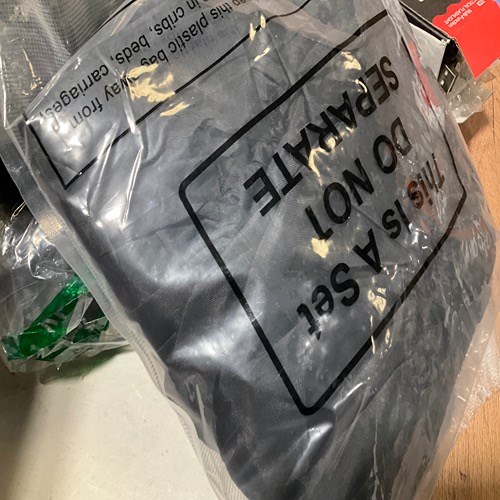 This IS A Set
DO NOT
SEPARATE
this plastic bag
away from
in cribs, beds, carriages